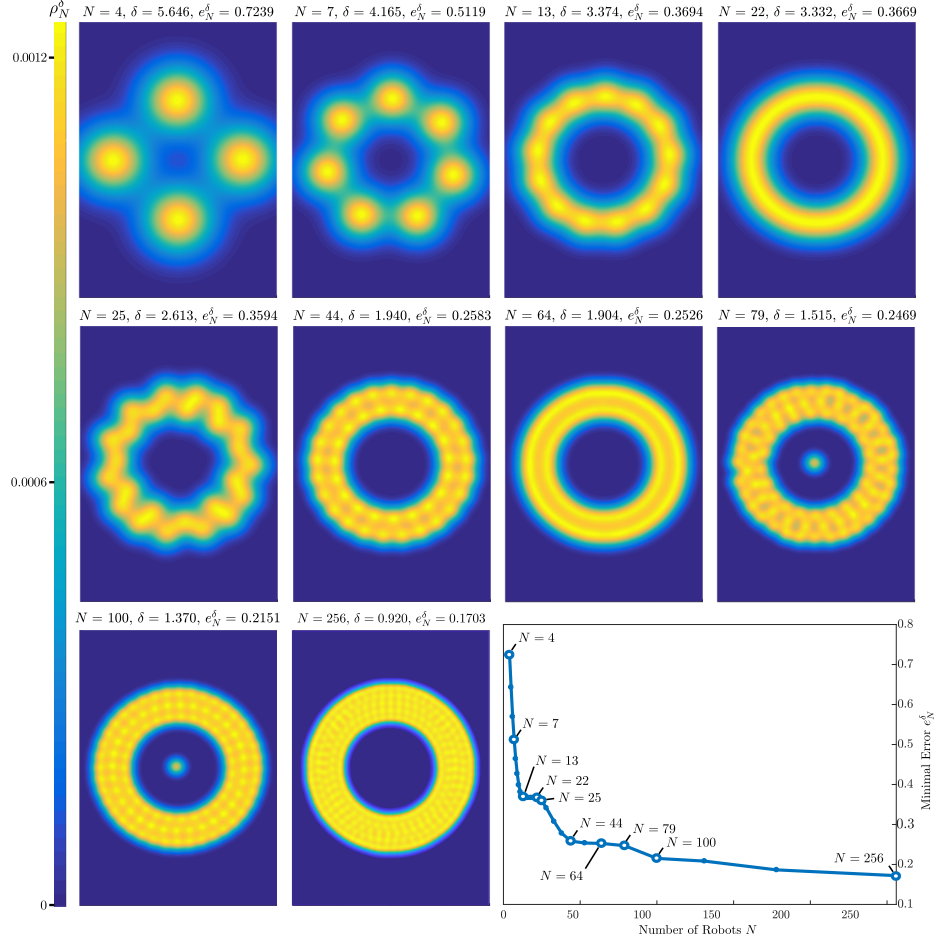 ρ_N^δ
0.0012
0.0006
0
N = 4, δ = 5.646, e_N^δ = 0.7239
N = 7, δ = 4.165, e_N^δ = 0.5119
N = 13, δ = 3.374, e_N^δ = 0.3694
N = 22, δ = 3.332, e_N^δ = 0.3669
N = 25, δ = 2.613, e_N^δ = 0.3594
N = 44, δ = 1.940, e_N^δ = 0.2583
N = 64, δ = 1.904, e_N^δ = 0.2526
N = 79, δ = 1.515, e_N^δ = 0.2469
N = 100, δ = 1.370, e_N^δ = 0.2151
N = 256, δ = 0.920, e_N^δ = 0.1703
N = 4
N = 7
N = 13
N = 22
N = 25
N = 44
N = 79
N = 100
N = 64
N = 256
0.8
0.7
0.6
0.5
0.4
0.3
0.2
0.1
Minimal Error e_N^δ
0
50
100
150
200
250
Number of Robots N